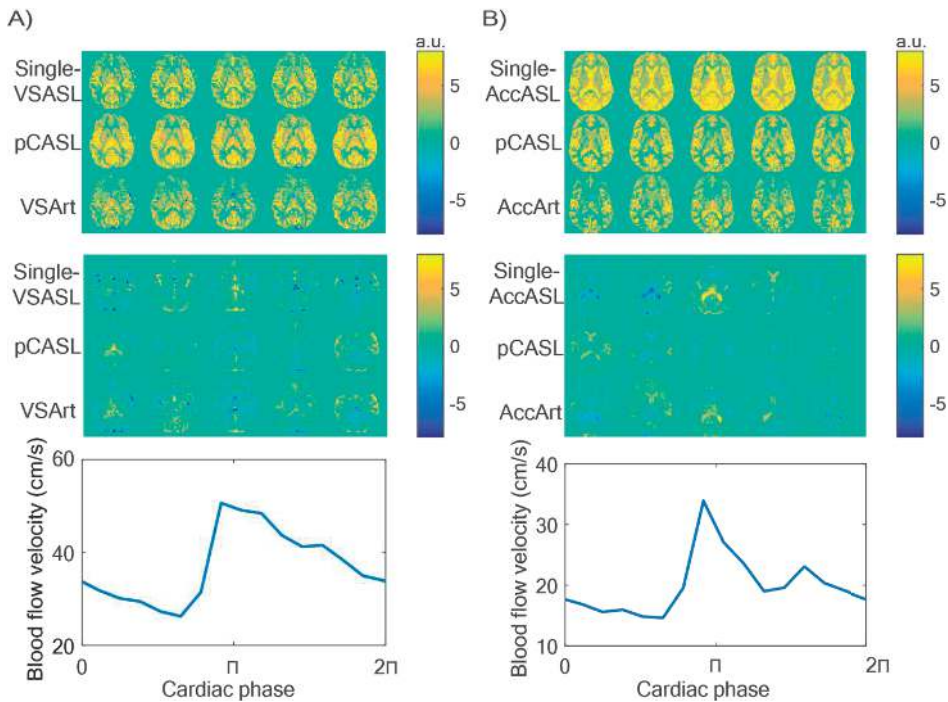 A)
a.u.
Single-
VSASL
pCASL
VSArt
5
0
-5
Single-
VSASL
pCASL
VSArt
5
0
-5
Blood flow velocity (cm/s)
60
40
20
0
Π
2Π
Cardiac phase
B)
a.u.
Single-
AccASL
pCASL
AccArt
5
0
-5
Single-
AccASL
pCASL
AccArt
5
0
-5
Blood flow velocity (cm/s)
40
30
20
10
0
Π
2Π
Cardiac phase